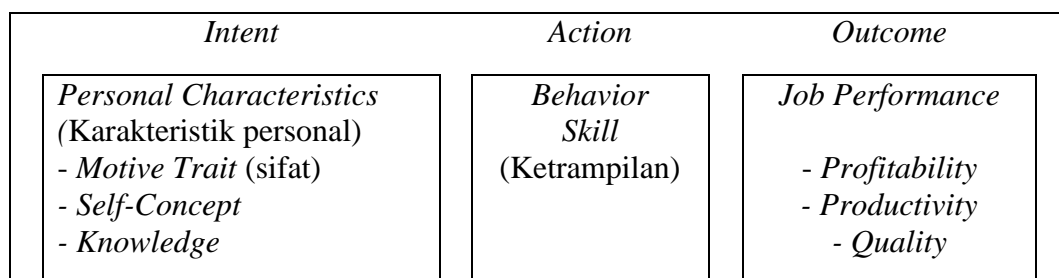 Intent Action Outcome
Personal Characteristics
(Karakteristik personal)
- Motive Trait (sifat)
- Self-Concept
- Knowledge
Behavior
Skill
(Ketrampilan)
Job Performance
- Profitability
- Productivity
- Quality